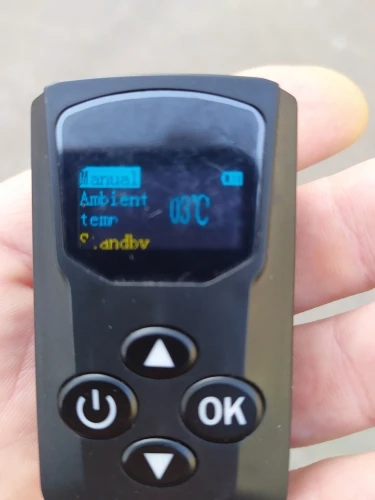 Manual
Ambient
temp 03℃
Standby
OK